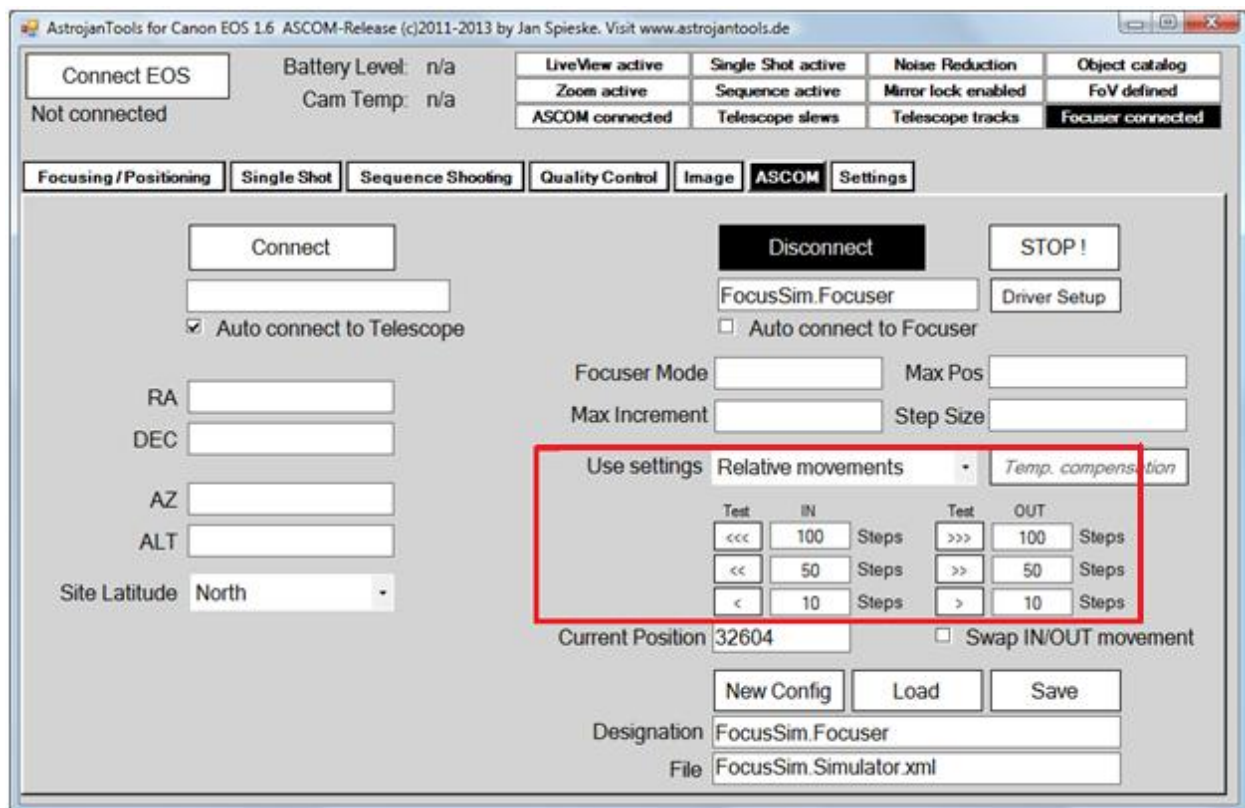 AstrojanTools for Canon EOS 1.6 ASCOM-Release (c)2011-2013 by Jan Spieske. Visit www.astrojantools.de
Connect EOS
Battery Level: n/a
Cam Temp: n/a
Not connected
LiveView active Single Shot active Noise Reduction Object catalog
Zoom active Sequence active Mirror lock enabled FoV defined
ASCOM connected Telescope slews Telescope tracks Focuser connected
Focusing / Positioning Single Shot Sequence Shooting Quality Control Image ASCOM Settings
Connect
Auto connect to Telescope
RA
DEC
AZ
ALT
Site Latitude North
Disconnect STOP !
FocusSim.Focuser Driver Setup
Auto connect to Focuser
Focuser Mode Max Pos
Max Increment Step Size
Use settings Relative movements Temp. compensation
Test IN Test OUT
<<< 100 Steps >>> 100 Steps
<< 50 Steps >> 50 Steps
< 10 Steps > 10 Steps
Current Position 32604 Swap IN/OUT movement
New Config Load Save
Designation FocusSim.Focuser
File FocusSim.Simulator.xml